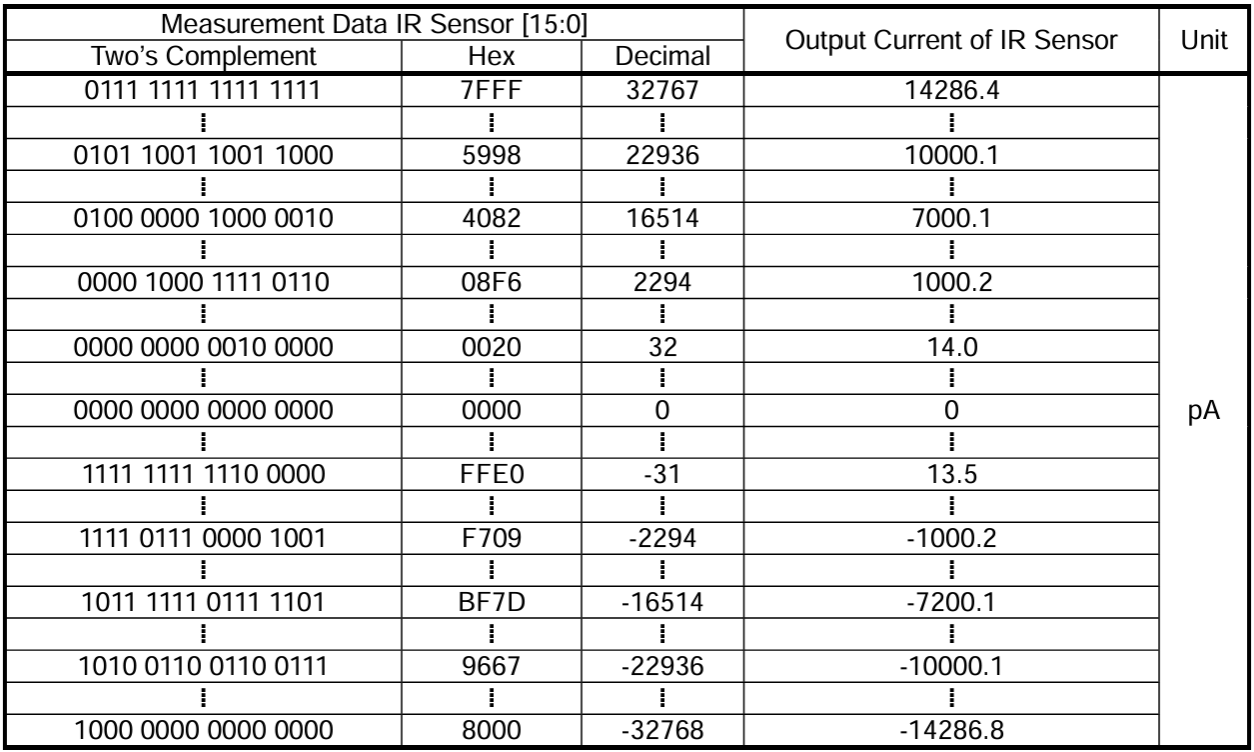 Measurement Data IR Sensor [15:0] Output Current of IR Sensor Unit
Two's Complement Hex Decimal
0111 1111 1111 1111 7FFF 32767 14286.4
0101 1001 1001 1000 5998 22936 10000.1
0100 0000 1000 0010 4082 16514 7000.1
0000 1000 1111 0110 08F6 2294 1000.2
0000 0000 0010 0000 0020 32 14.0
0000 0000 0000 0000 0000 0 0 pA
1111 1111 1110 0000 FFE0 -31 13.5
1111 0111 0000 1001 F709 -2294 -1000.2
1011 1111 0111 1101 BF7D -16514 -7200.1
1010 0110 0110 0111 9667 -22936 -10000.1
1000 0000 0000 0000 8000 -32768 -14286.8